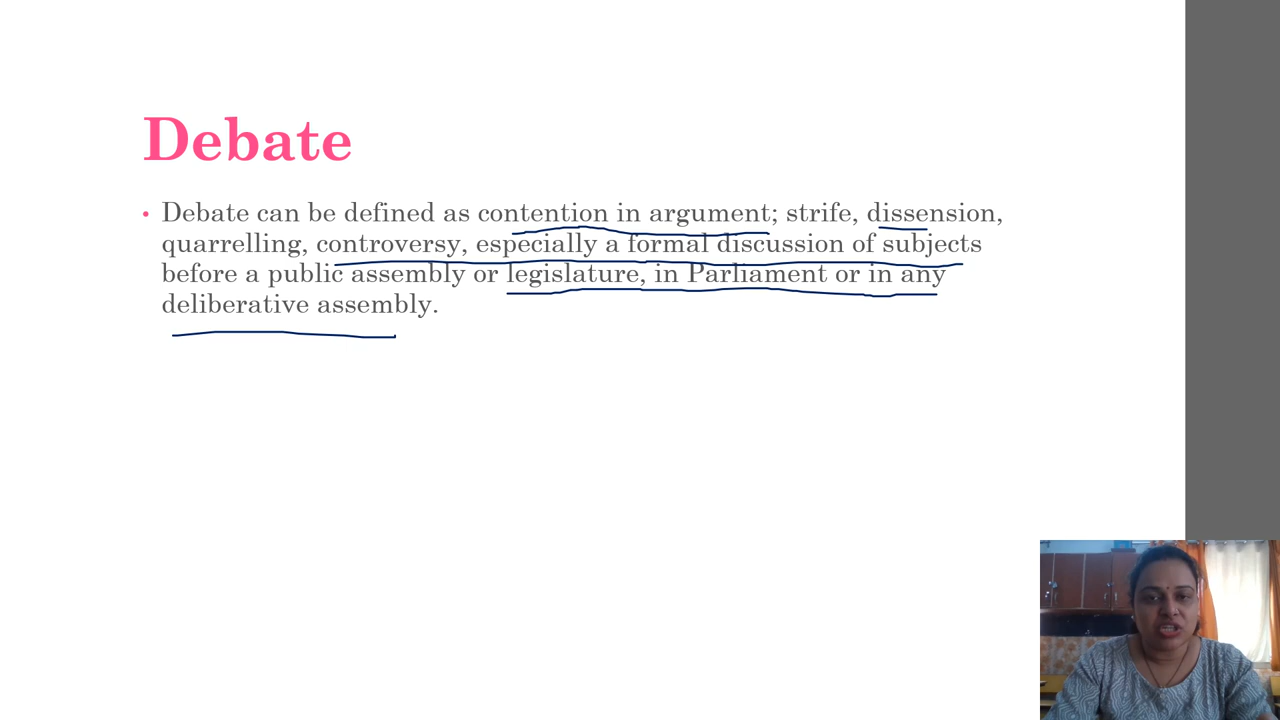 Debate
• Debate can be defined as contention in argument; strife, dissension,
quarrelling, controversy, especially a formal discussion of subjects
before a public assembly or legislature, in Parliament or in any
deliberative assembly.